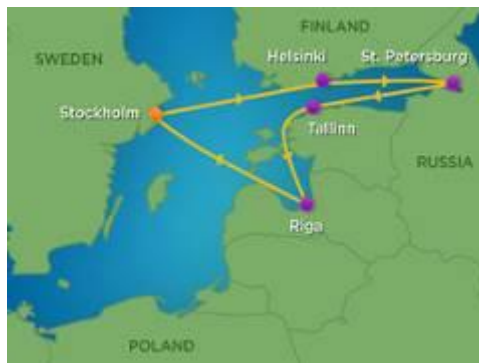 FINLAND
SWEDEN
Helsinki
St. Petersburg
Stockholm
Tallinn
RUSSIA
Riga
POLAND